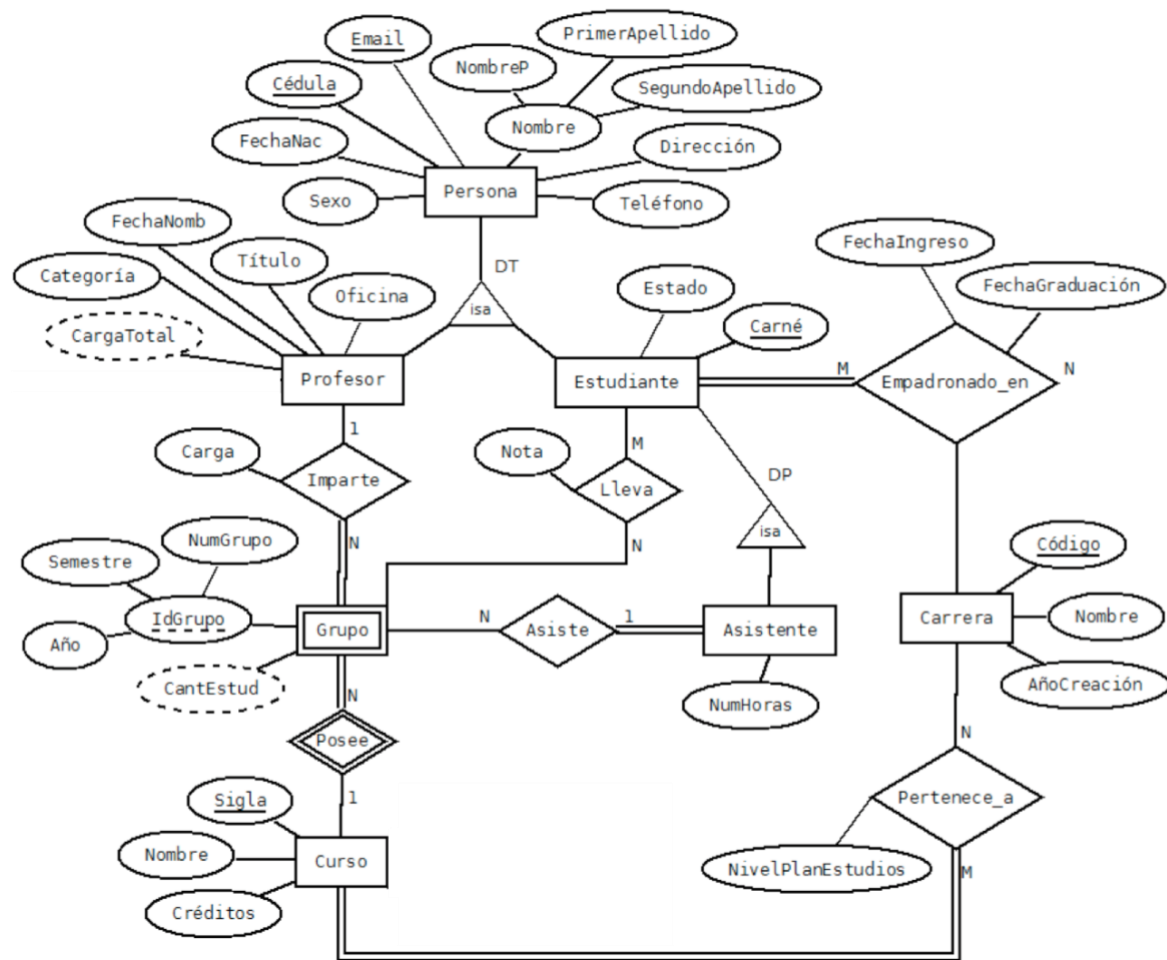 PrimerApellido
Email
NombreP
Cédula
SegundoApellido
Nombre
FechaNac
Dirección
Persona
Sexo
Teléfono
FechaNomb
FechaIngreso
Título
DT
Categoría
FechaGraduación
Estado
Oficina
isa
Carné
CargaTotal
M
N
Profesor
Estudiante
Empadronado_en
1
M
Carga
Nota
DP
Imparte
Lleva
isa
N
N
NumGrupo
Código
Semestre
IdGrupo
N
1
Nombre
Grupo
Asiste
Asistente
Carrera
Año
CantEstud
AñoCreación
N
NumHoras
N
Posee
Sigla
1
Pertenece_a
Nombre
Curso
NivelPlanEstudios
M
Créditos